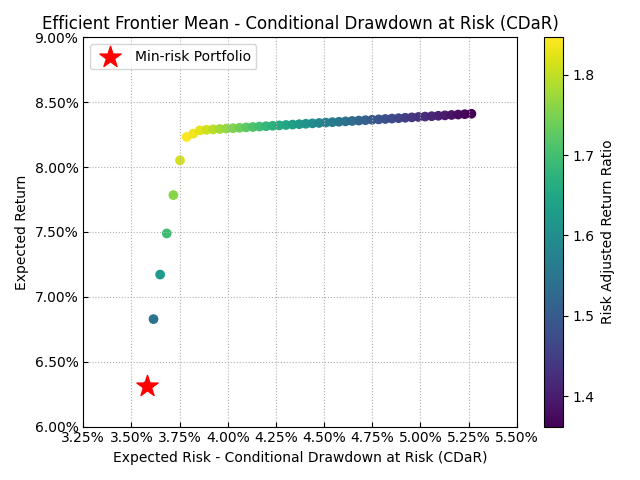 Efficient Frontier Mean - Conditional Drawdown at Risk (CDaR)
Min-risk Portfolio
9.00%
8.50%
8.00%
7.50%
7.00%
6.50%
6.00%
Expected Return
3.25% 3.50% 3.75% 4.00% 4.25% 4.50% 4.75% 5.00% 5.25% 5.50%
Expected Risk - Conditional Drawdown at Risk (CDaR)
1.8
1.7
1.6
1.5
1.4
Risk Adjusted Return Ratio